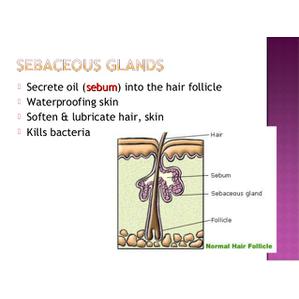 SEBACEOUS GLANDS
Secrete oil (sebum) into the hair follicle
Waterproofing skin
Soften & lubricate hair, skin
Kills bacteria
Hair
Sebum
Sebaceous gland
Follicle
Normal Hair Follicle